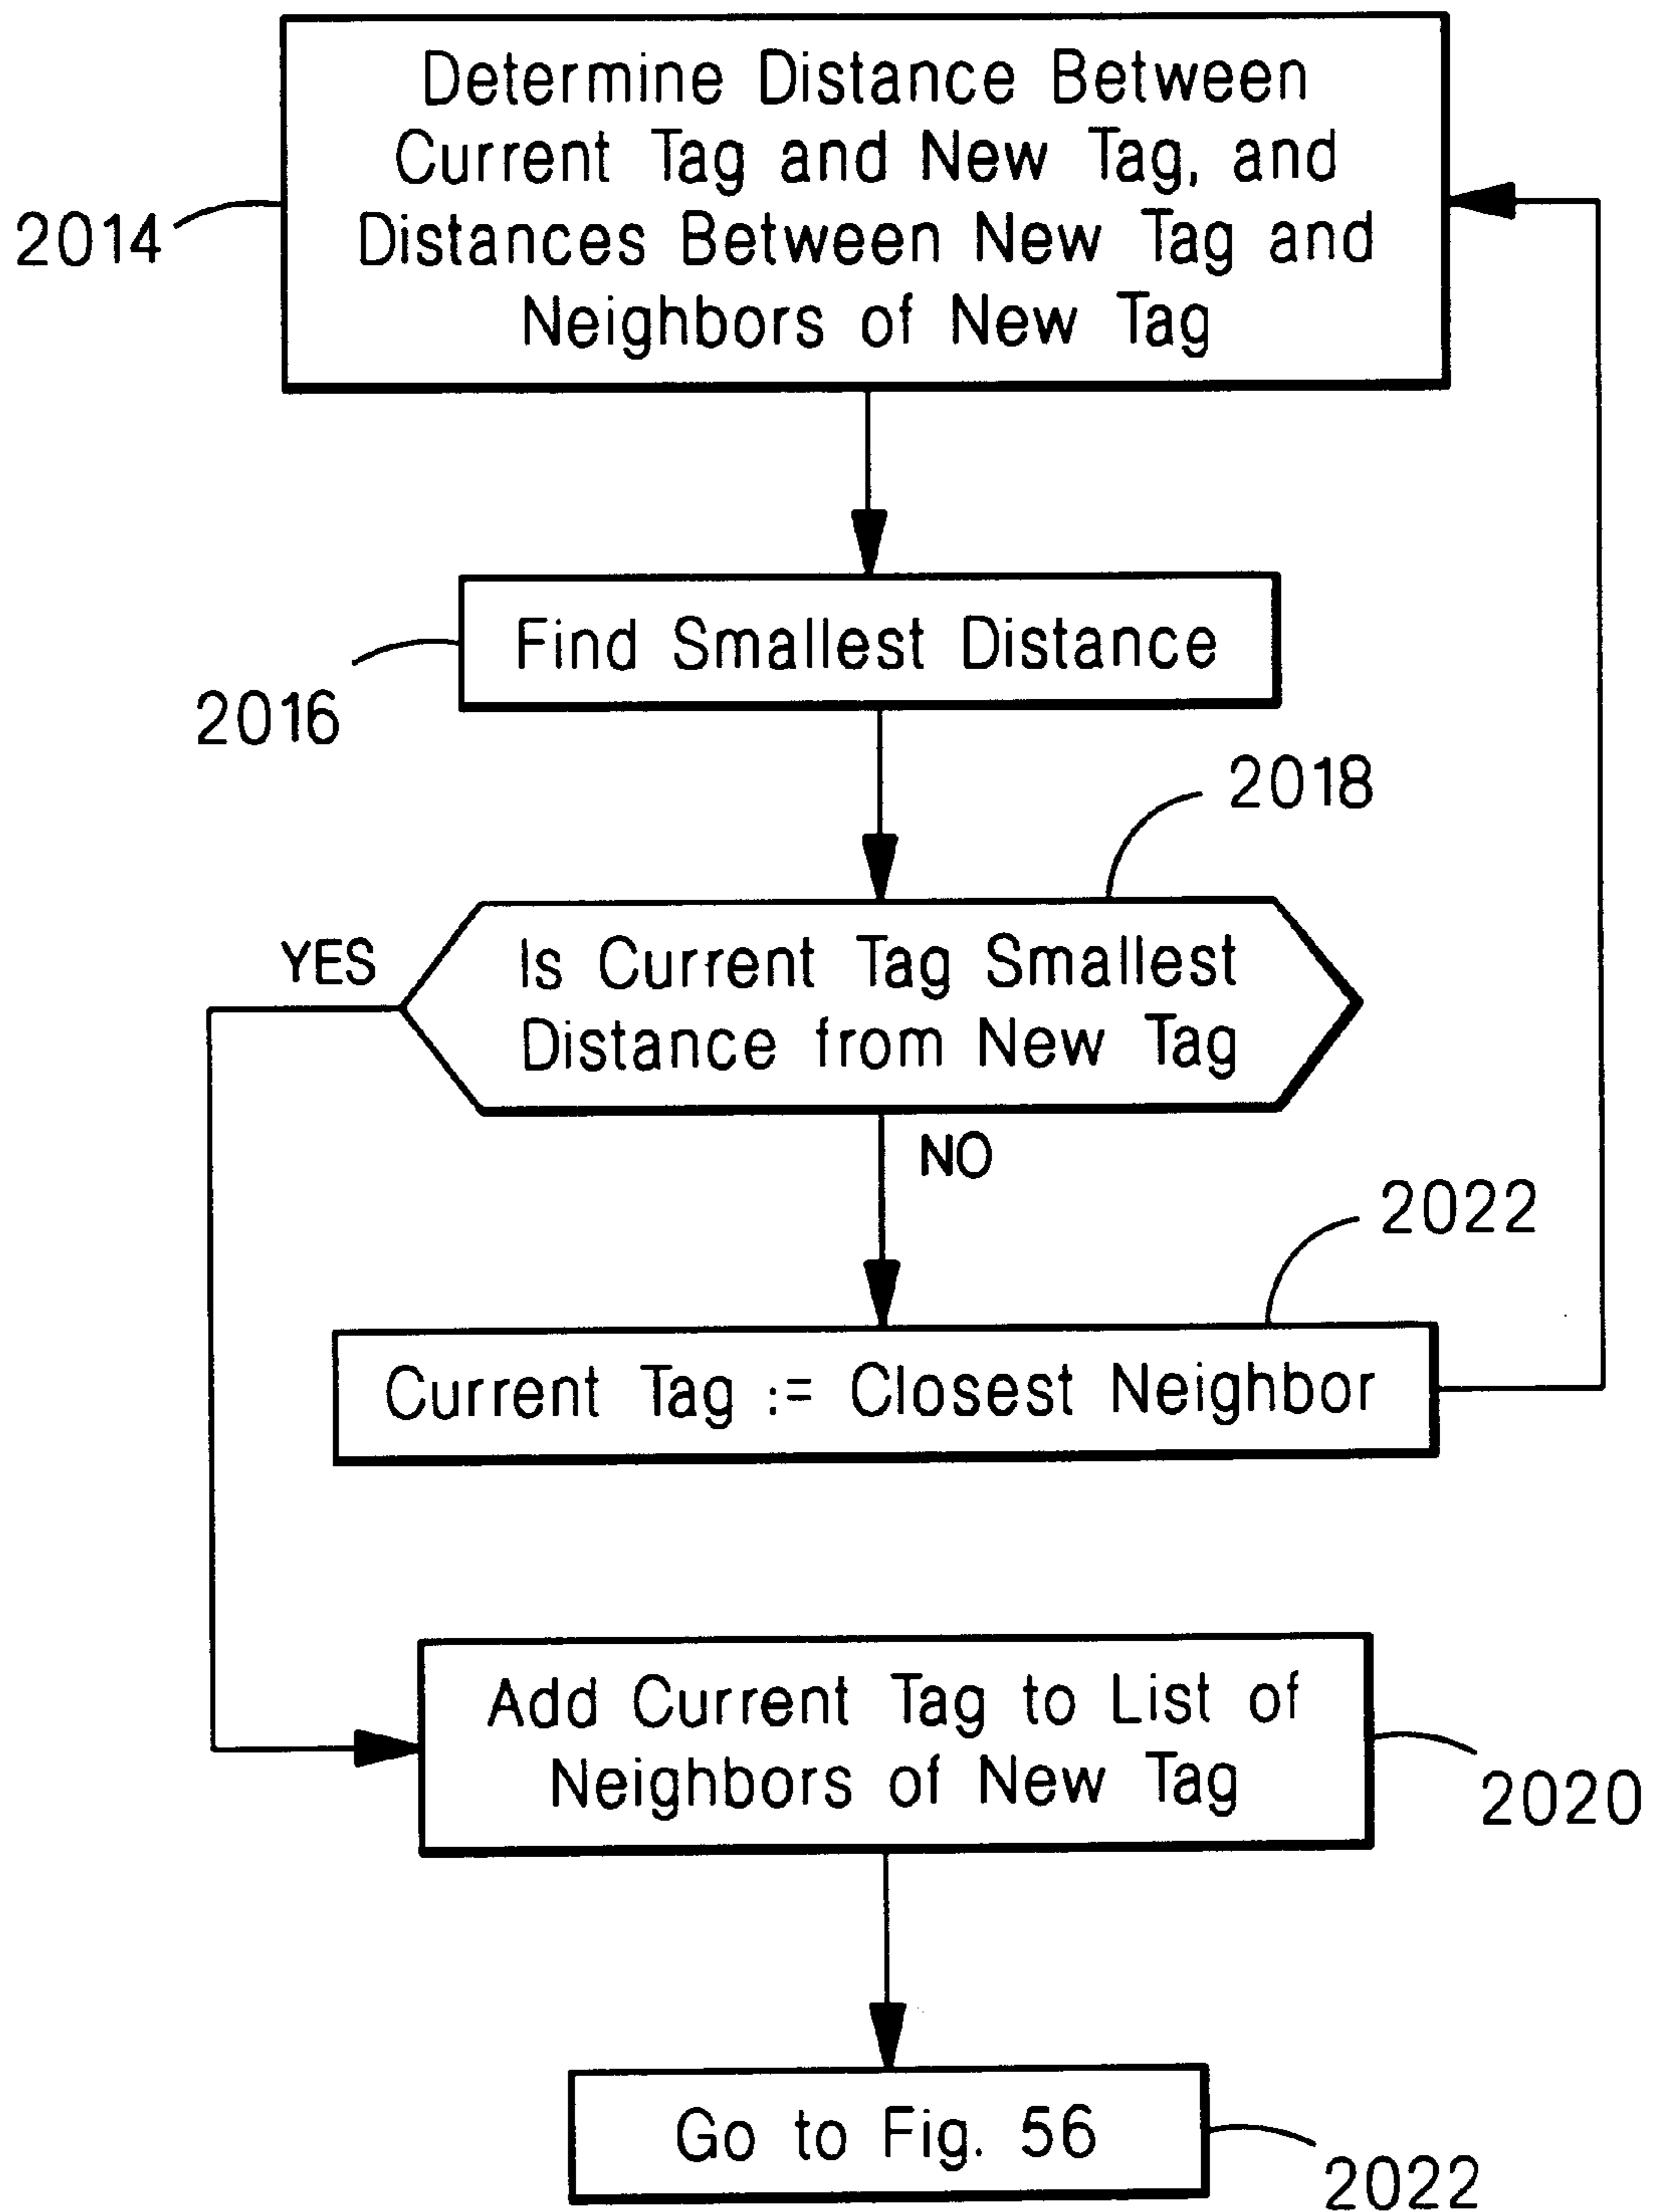 Determine Distance Between
Current Tag and New Tag, and
Distances Between New Tag and
Neighbors of New Tag
2014
Find Smallest Distance
2016
2018
YES
Is Current Tag Smallest
Distance from New Tag
NO
2022
Current Tag := Closest Neighbor
Add Current Tag to List of
Neighbors of New Tag
2020
Go to Fig. 56
2022